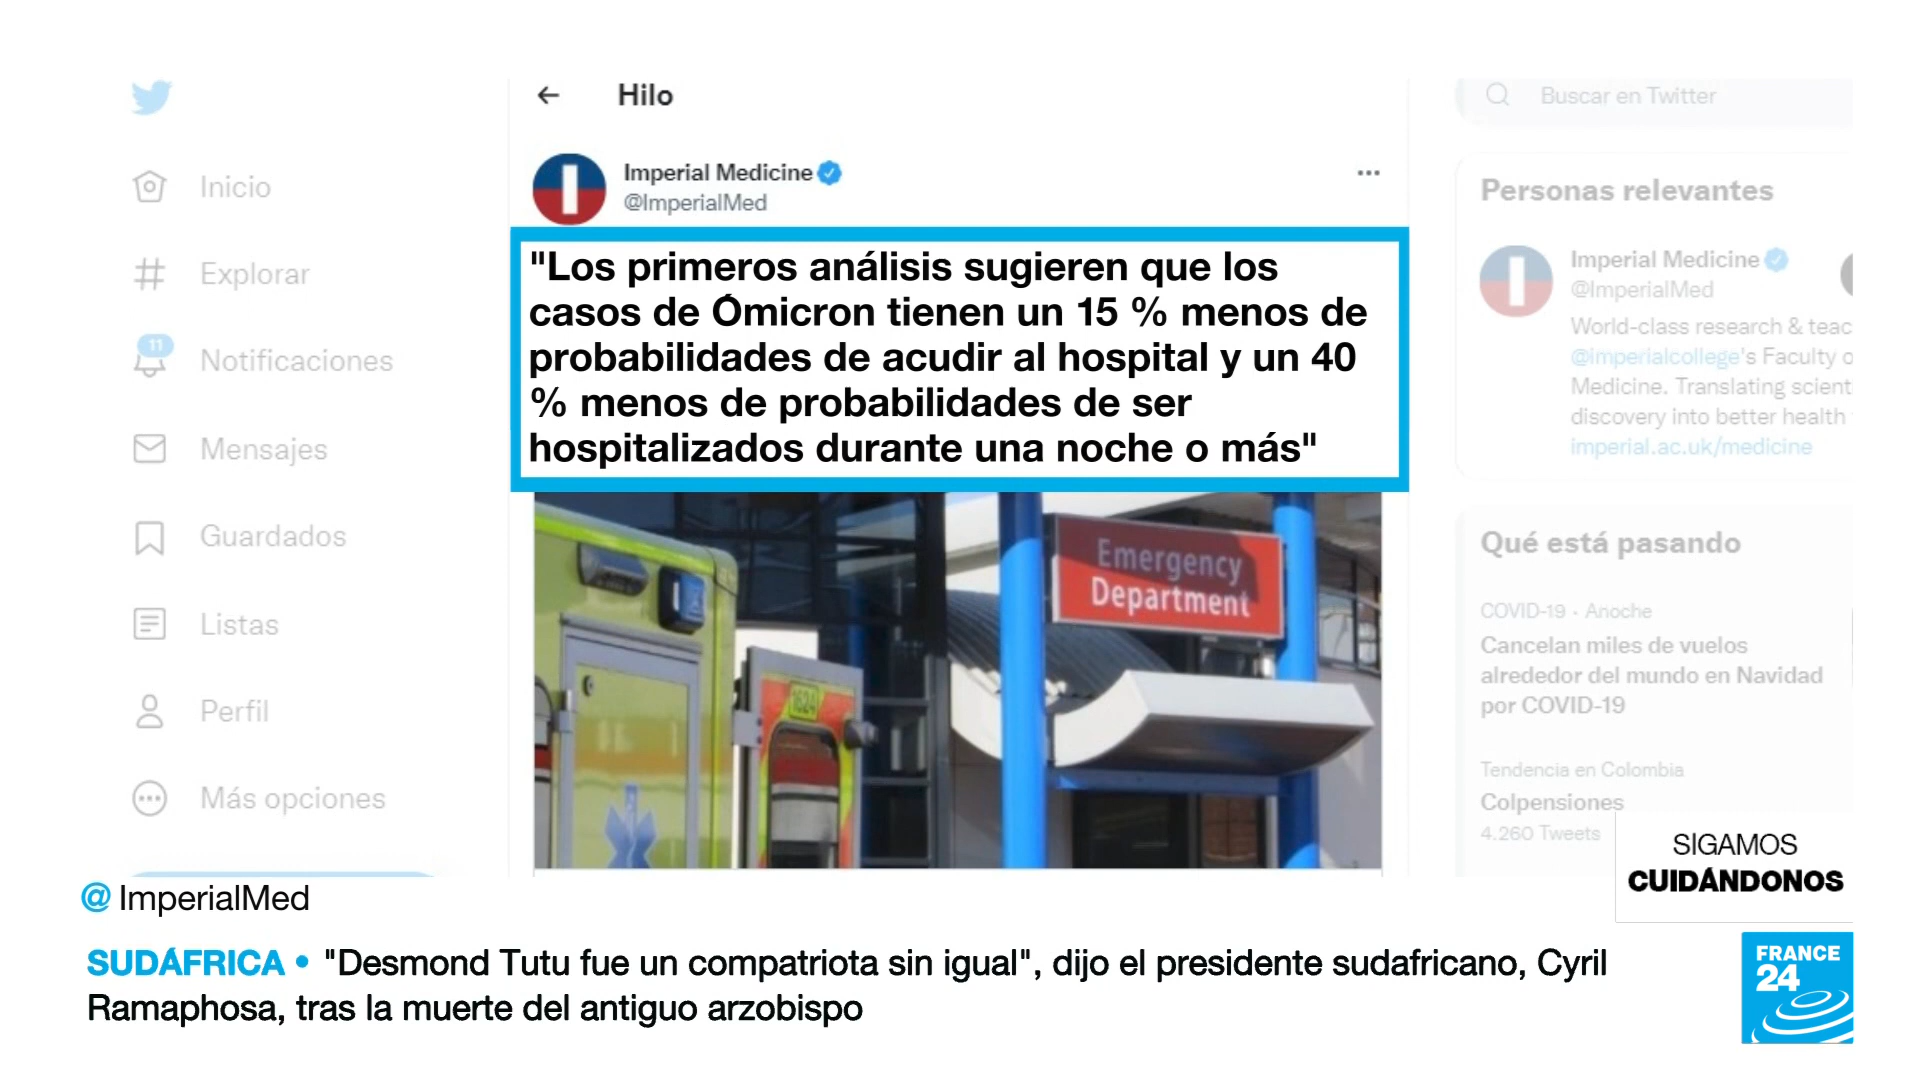 Hilo
Buscar en Twitter
Inicio
Explorar
11
Notificaciones
Mensajes
Guardados
Listas
Perfil
Más opciones
Imperial Medicine
@ImperialMed
"Los primeros análisis sugieren que los
casos de Ómicron tienen un 15 % menos de
probabilidades de acudir al hospital y un 40
% menos de probabilidades de ser
hospitalizados durante una noche o más"
Emergency
Department
1624
Personas relevantes
Imperial Medicine
@ImperialMed
World-class research & teac
@imperialcollege's Faculty o
Medicine. Translating scient
discovery into better health
imperial.ac.uk/medicine
Qué está pasando
COVID-19 · Anoche
Cancelan miles de vuelos
alrededor del mundo en Navidad
por COVID-19
Tendencia en Colombia
Colpensiones
4.260 Tweets
SIGAMOS
CUIDÁNDONOS
@ImperialMed
SUDÁFRICA • "Desmond Tutu fue un compatriota sin igual", dijo el presidente sudafricano, Cyril
Ramaphosa, tras la muerte del antiguo arzobispo
FRANCE
24